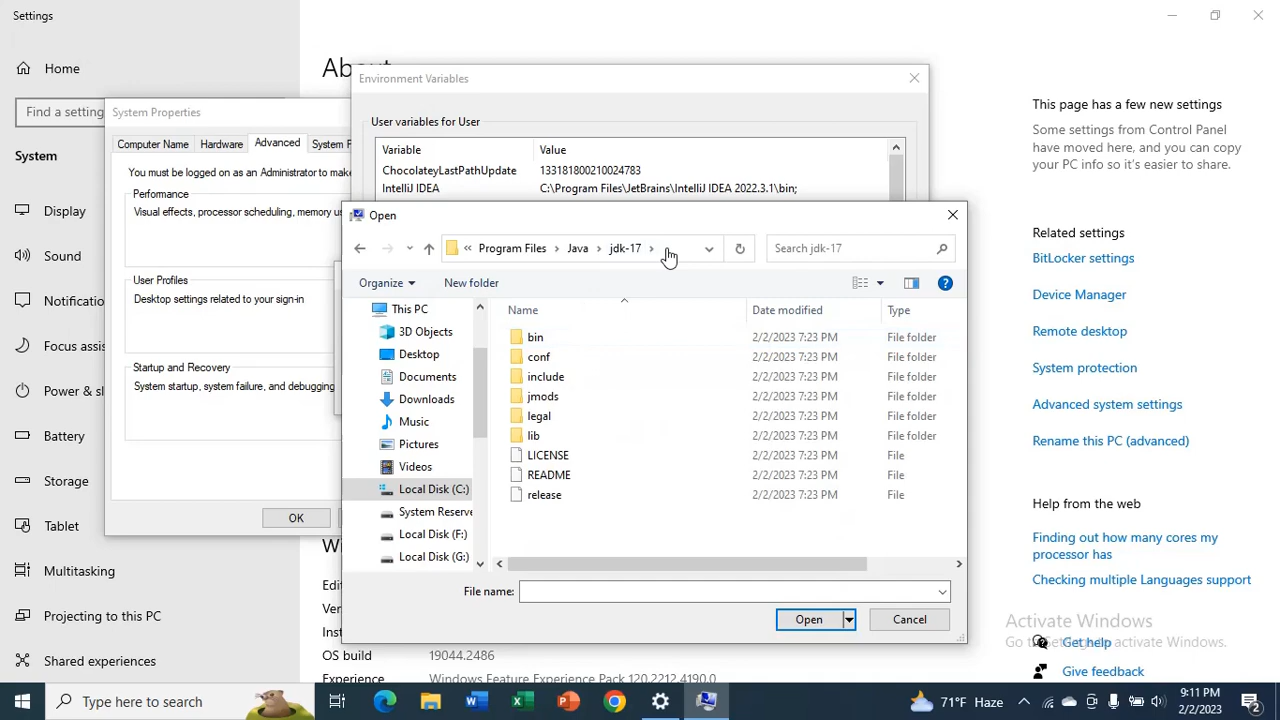 Settings
Home
Find a setting
System
Display
Sound
Notificatio
Focus assis
Power & sl
Battery
Storage
Tablet
Multitasking
Projecting to this PC
Shared experiences
About
System Properties
Computer Name
Hardware
Advanced
System P
You must be logged on as an Administrator to make
Performance
Visual effects, processor scheduling, memory us
User Profiles
Desktop settings related to your sign-in
Startup and Recovery
System startup, system failure, and debugging
OK
Environment Variables
User variables for User
Variable Value
ChocolateyLastPathUpdate 133181800210024783
IntelliJ IDEA C:\Program Files\JetBrains\IntelliJ IDEA 2022.3.1\bin;
Open
« Program Files > Java > jdk-17 >
Search jdk-17
Organize
New folder
This PC
3D Objects
Desktop
Documents
Downloads
Music
Pictures
Videos
Local Disk (C:)
System Reserve
Local Disk (F:)
Local Disk (G:)
Name Date modified Type
bin 2/2/2023 7:23 PM File folder
conf 2/2/2023 7:23 PM File folder
include 2/2/2023 7:23 PM File folder
jmods 2/2/2023 7:23 PM File folder
legal 2/2/2023 7:23 PM File folder
lib 2/2/2023 7:23 PM File folder
LICENSE 2/2/2023 7:23 PM File
README 2/2/2023 7:23 PM File
release 2/2/2023 7:23 PM File
File name:
Open
Cancel
Wi
Edit
Ver
Inst
OS build 19044.2486
Experience Windows Feature Experience Pack 120.2212.4190.0
This page has a few new settings
Some settings from Control Panel
have moved here, and you can copy
your PC info so it's easier to share.
Related settings
BitLocker settings
Device Manager
Remote desktop
System protection
Advanced system settings
Rename this PC (advanced)
Help from the web
Finding out how many cores my
processor has
Checking multiple Languages support
Activate Windows
Go to Settings to activate Windows.
Get help
Give feedback
Type here to search
71°F Haze
9:11 PM
2/2/2023
2